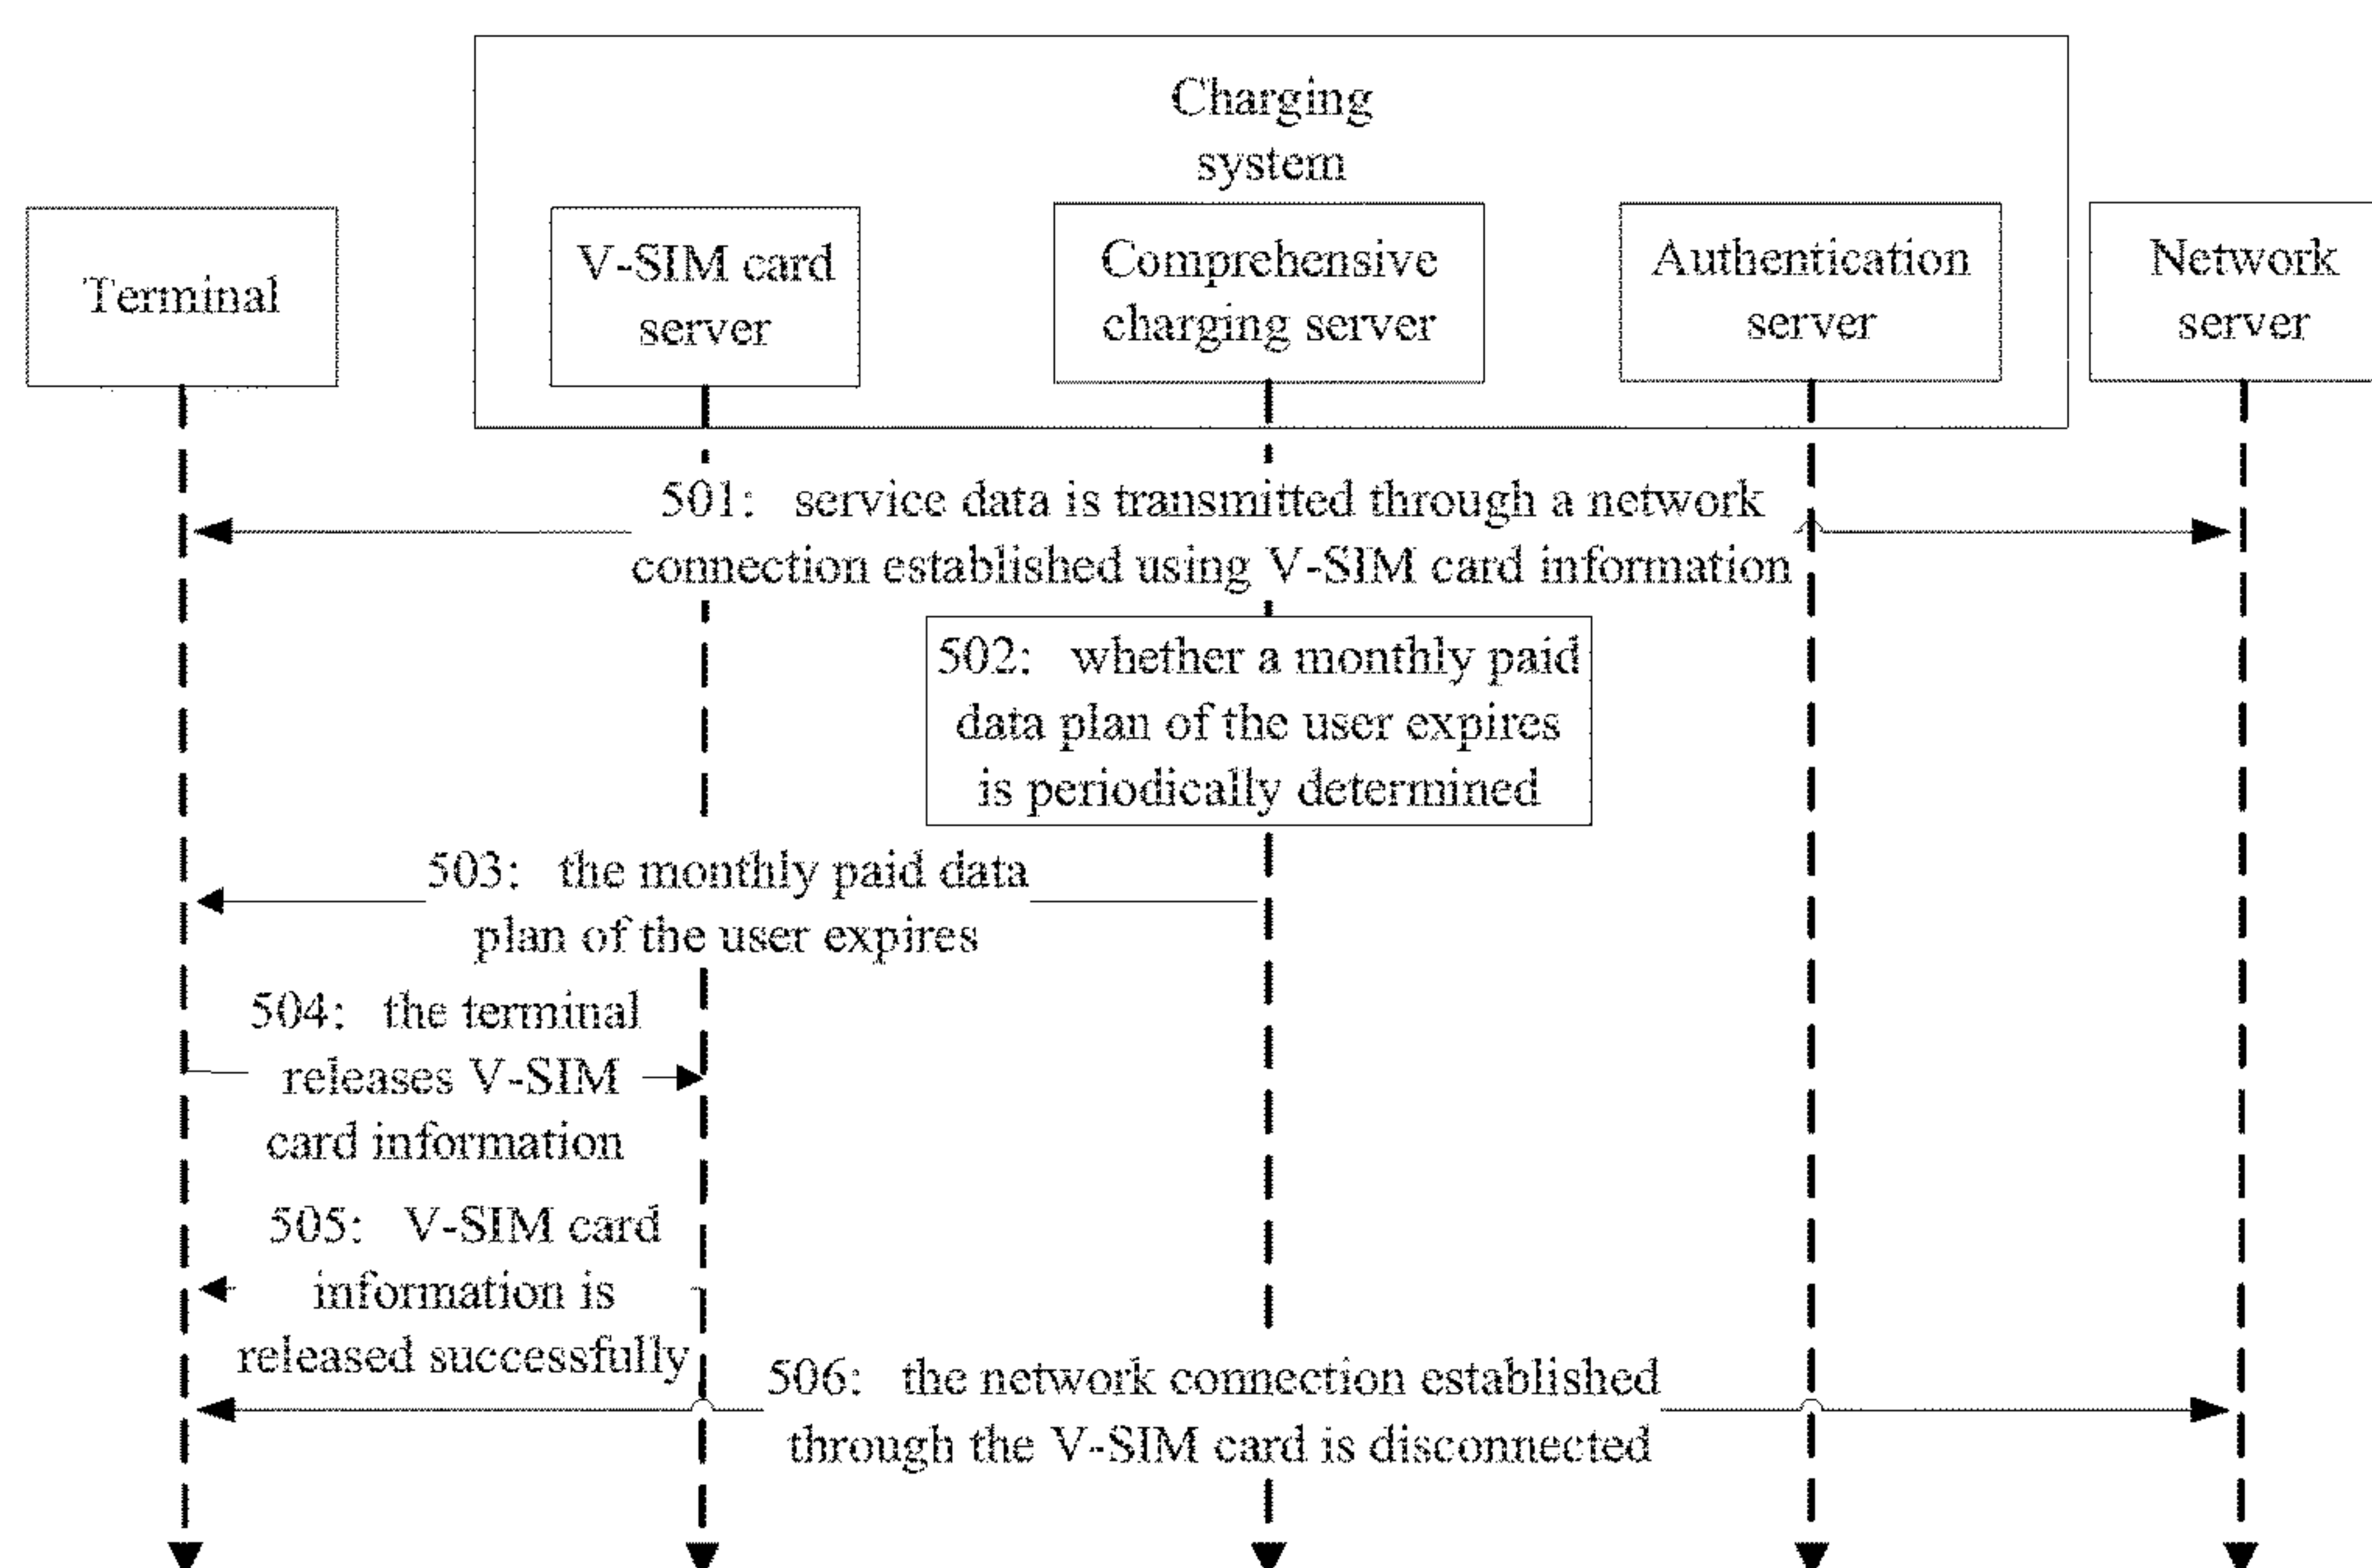 Charging
system
Terminal
V-SIM card
server
Comprehensive
charging server
Authentication
server
Network
server
501: service data is transmitted through a network
connection established using V-SIM card information
502: whether a monthly paid
data plan of the user expires
is periodically determined
503: the monthly paid data
plan of the user expires
504: the terminal
releases V-SIM
card information
505: V-SIM card
information is
released successfully
506: the network connection established
through the V-SIM card is disconnected